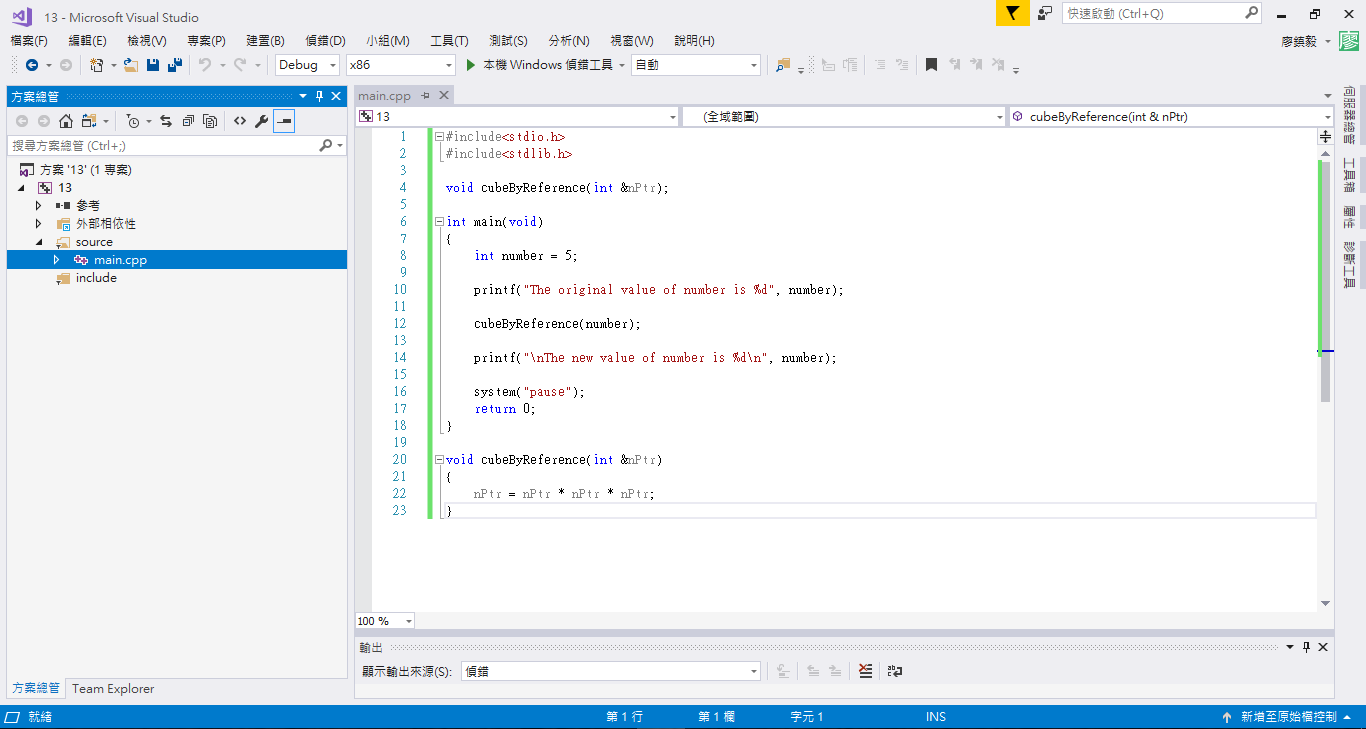 13 - Microsoft Visual Studio
快速啟動 (Ctrl+Q)
檔案(F) 編輯(E) 檢視(V) 專案(P) 建置(B) 偵錯(D) 小組(M) 工具(T) 測試(S) 分析(N) 視窗(W) 說明(H)
廖鎮毅 廖
Debug x86 本機 Windows 偵錯工具 自動
方案總管
搜尋方案總管 (Ctrl+;)
方案 '13' (1 專案)
13
參考
外部相依性
source
main.cpp
include
方案總管 Team Explorer
main.cpp
13 (全域範圍) cubeByReference(int & nPtr)
1 #include<stdio.h>
2 #include<stdlib.h>
3
4 void cubeByReference(int &nPtr);
5
6 int main(void)
7 {
8 int number = 5;
9
10 printf("The original value of number is %d", number);
11
12 cubeByReference(number);
13
14 printf("\nThe new value of number is %d\n", number);
15
16 system("pause");
17 return 0;
18 }
19
20 void cubeByReference(int &nPtr)
21 {
22 nPtr = nPtr * nPtr * nPtr;
23 }
100 %
輸出
顯示輸出來源(S): 偵錯
伺服器總管
工具箱
屬性
診斷工具
就緒 第 1 行 第 1 欄 字元 1 INS 新增至原始檔控制